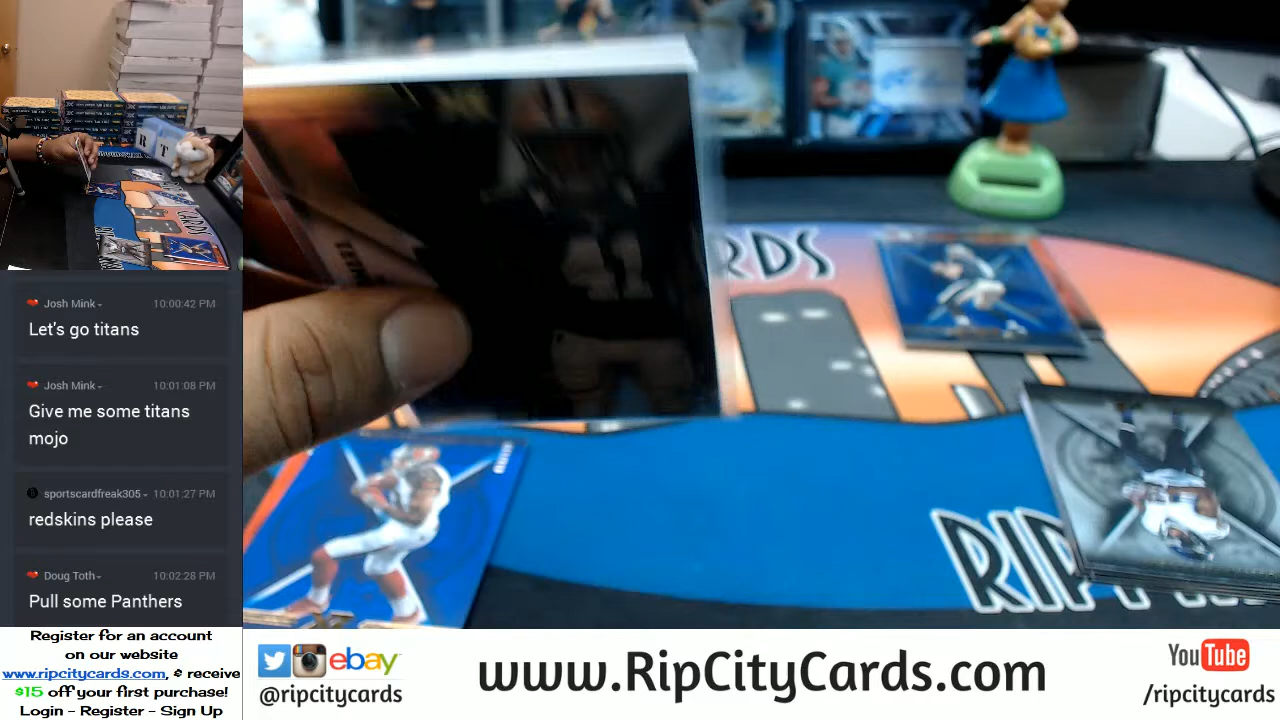 Josh Mink 10:00:42 PM
Let's go titans
Josh Mink 10:01:08 PM
Give me some titans
mojo
sportscardfreak305 10:01:27 PM
redskins please
Doug Toth 10:02:28 PM
Pull some Panthers
Register for an account
on our website
www.ripcitycards.com, & receive
$15 off your first purchase!
Login - Register - Sign Up
R T
CARDS
RDS
RIP
ebay
@ripcitycards
www.RipCityCards.com
YouTube
/ripcitycards